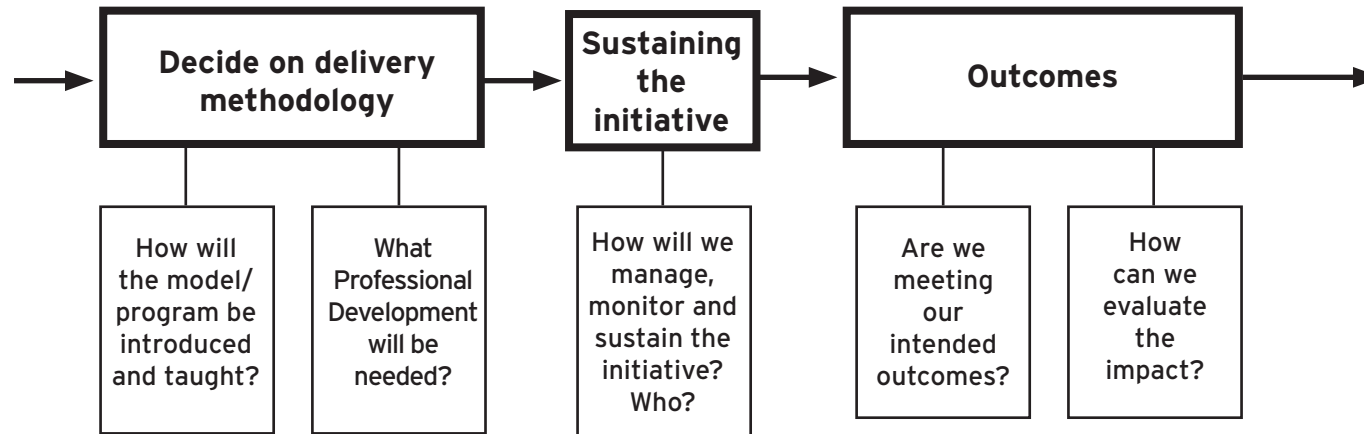 Decide on delivery
methodology
Sustaining
the
initiative
Outcomes
How will
the model/
program be
introduced
and taught?
What
Professional
Development
will be
needed?
How will we
manage,
monitor and
sustain the
initiative?
Who?
Are we
meeting
our
intended
outcomes?
How
can we
evaluate
the
impact?